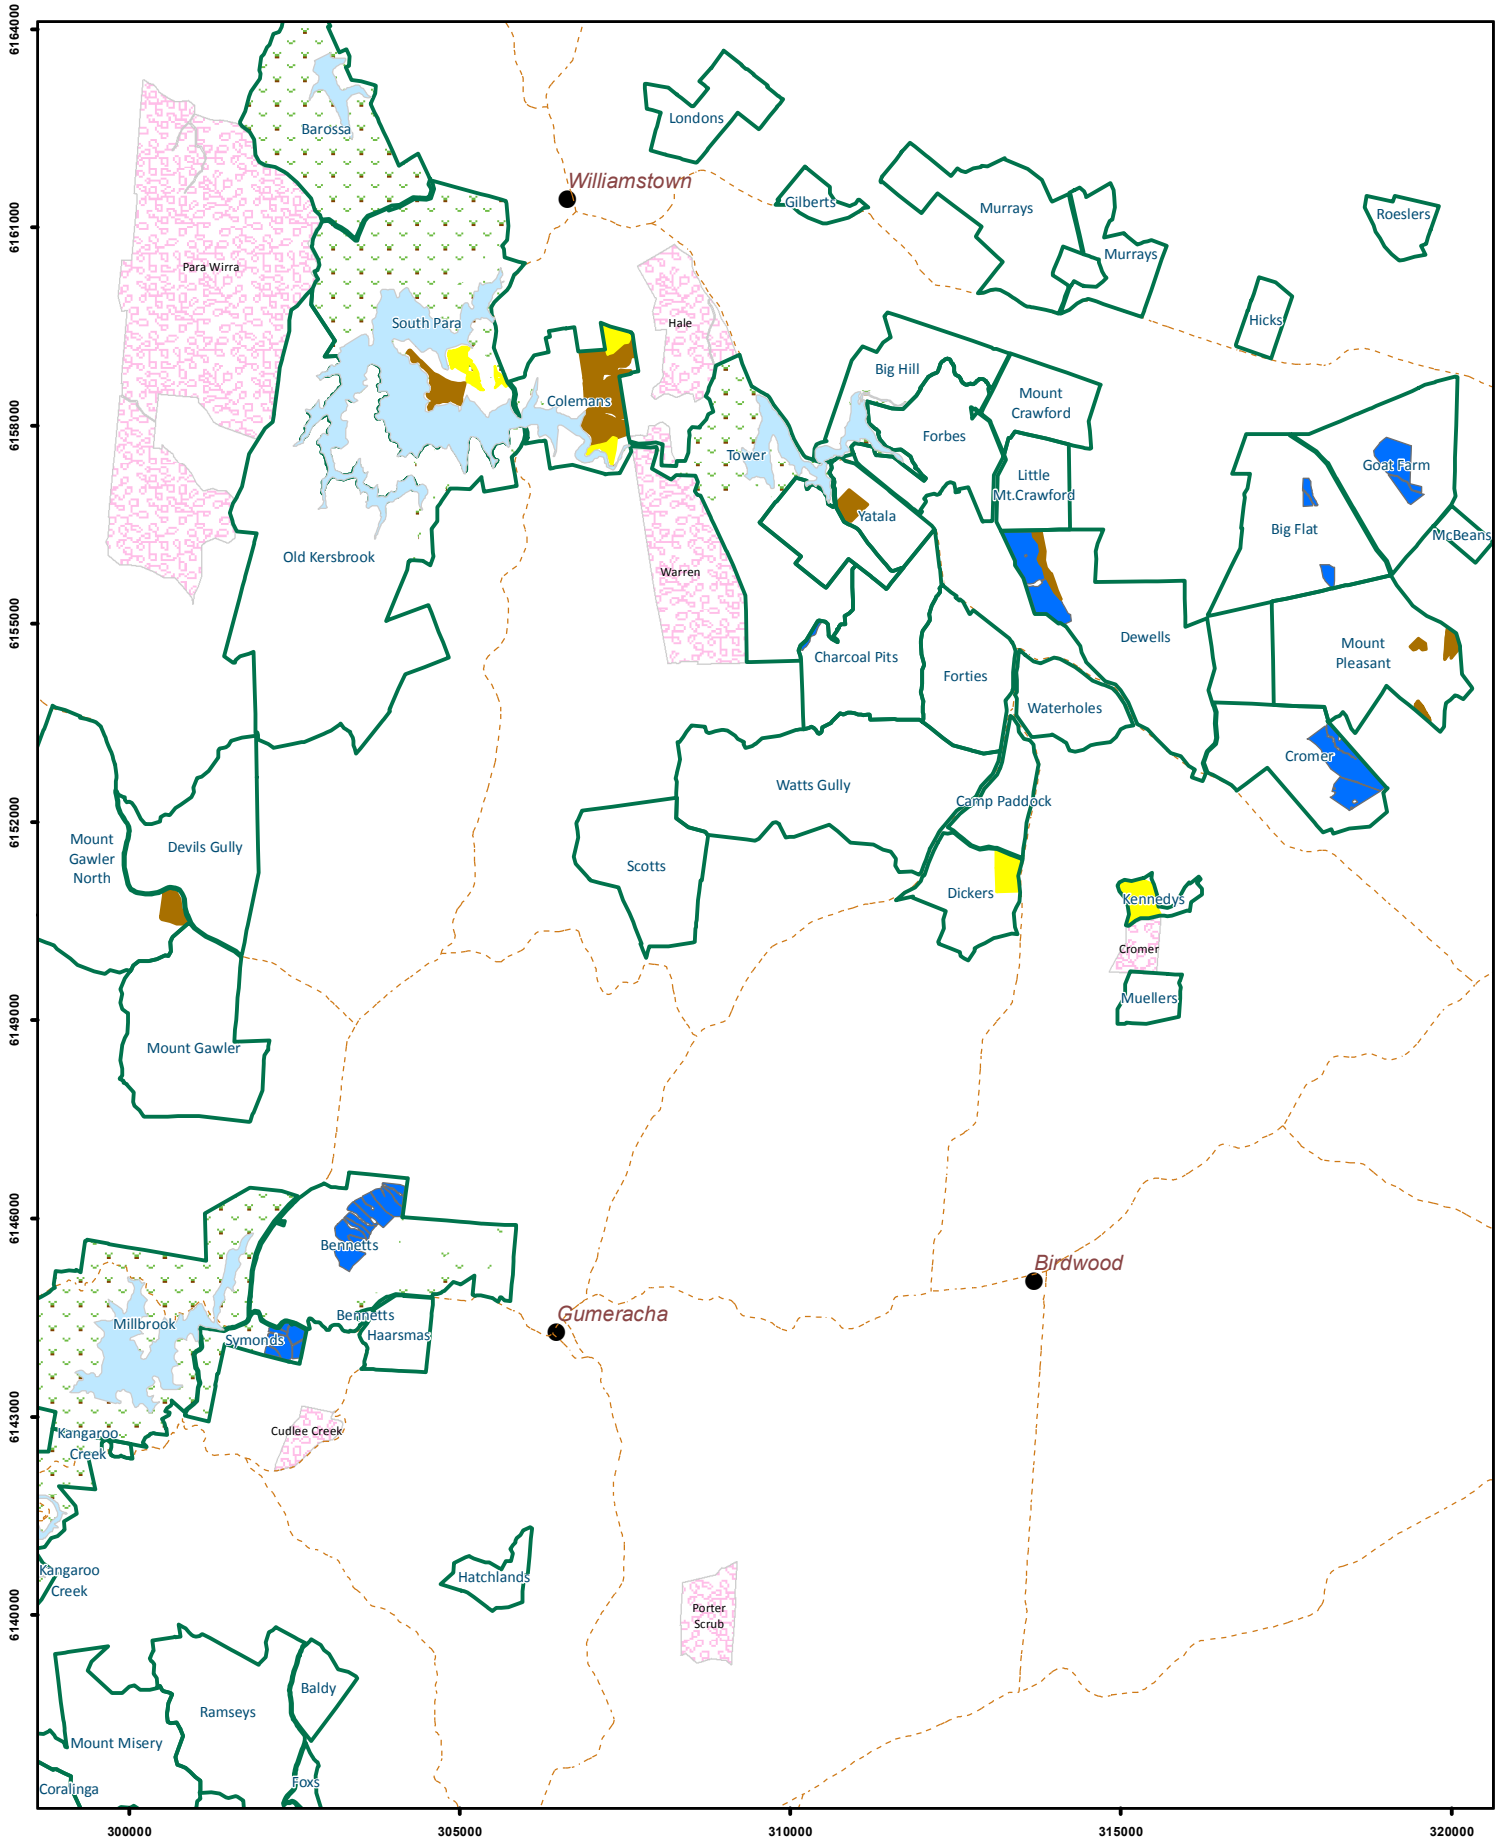 6164000
6161000
6158000
6155000
6152000
6149000
6146000
6143000
6140000
300000
305000
310000
315000
320000
Barossa
Londons
Williamstown
Gilberts
Murrays
Murrays
Roeslers
Para Wirra
Hicks
South Para
Hale
Big Hill
Colemans
Mount
Crawford
Forbes
Tower
Little
Mt.Crawford
Goat Farm
Yatala
Big Flat
McBeans
Old Kersbrook
Warren
Dewells
Charcoal Pits
Mount
Pleasant
Forties
Waterholes
Cromer
Watts Gully
Camp Paddock
Mount
Gawler
North
Devils Gully
Scotts
Dickers
Kennedys
Cromer
Muellers
Mount Gawler
Bennetts
Birdwood
Bennetts
Gumeracha
Millbrook
Symonds
Haarsmas
Kangaroo
Creek
Cudlee Creek
Kangaroo
Creek
Hatchlands
Porter
Scrub
Baldy
Ramseys
Mount Misery
Coralinga
Foxs